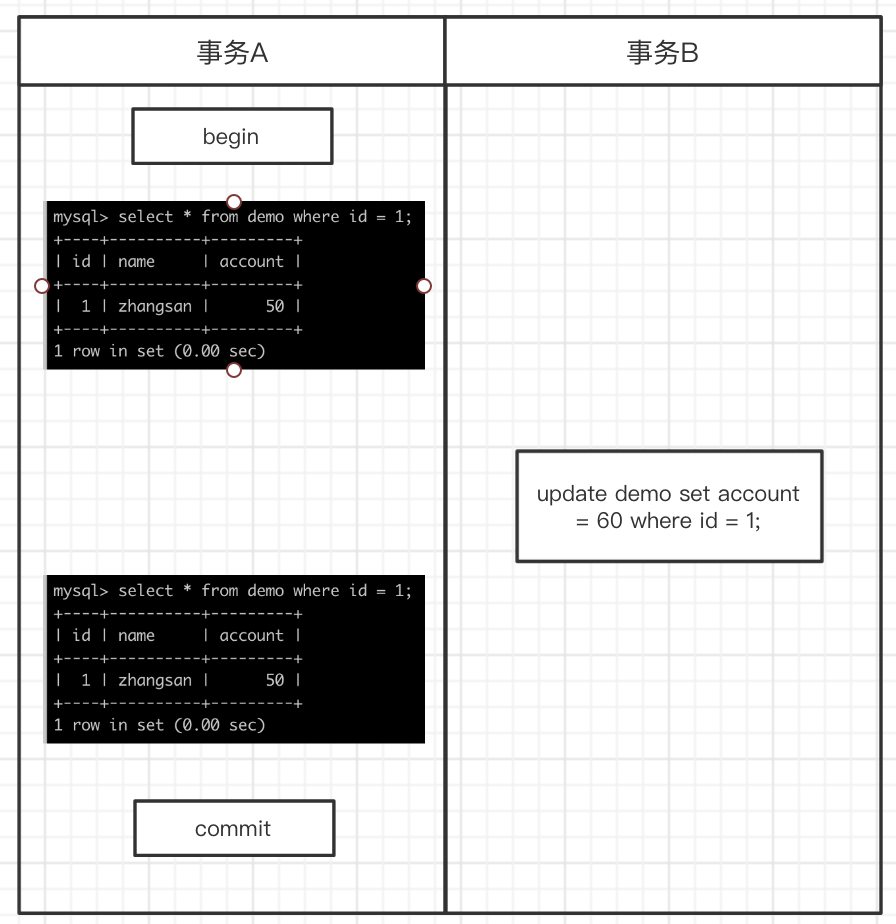 事务A
事务B
begin
mysql> select * from demo where id = 1;
+----+----------+---------+
| id | name     | account |
+----+----------+---------+
|  1 | zhangsan |      50 |
+----+----------+---------+
1 row in set (0.00 sec)
update demo set account
= 60 where id = 1;
mysql> select * from demo where id = 1;
+----+----------+---------+
| id | name     | account |
+----+----------+---------+
|  1 | zhangsan |      50 |
+----+----------+---------+
1 row in set (0.00 sec)
commit